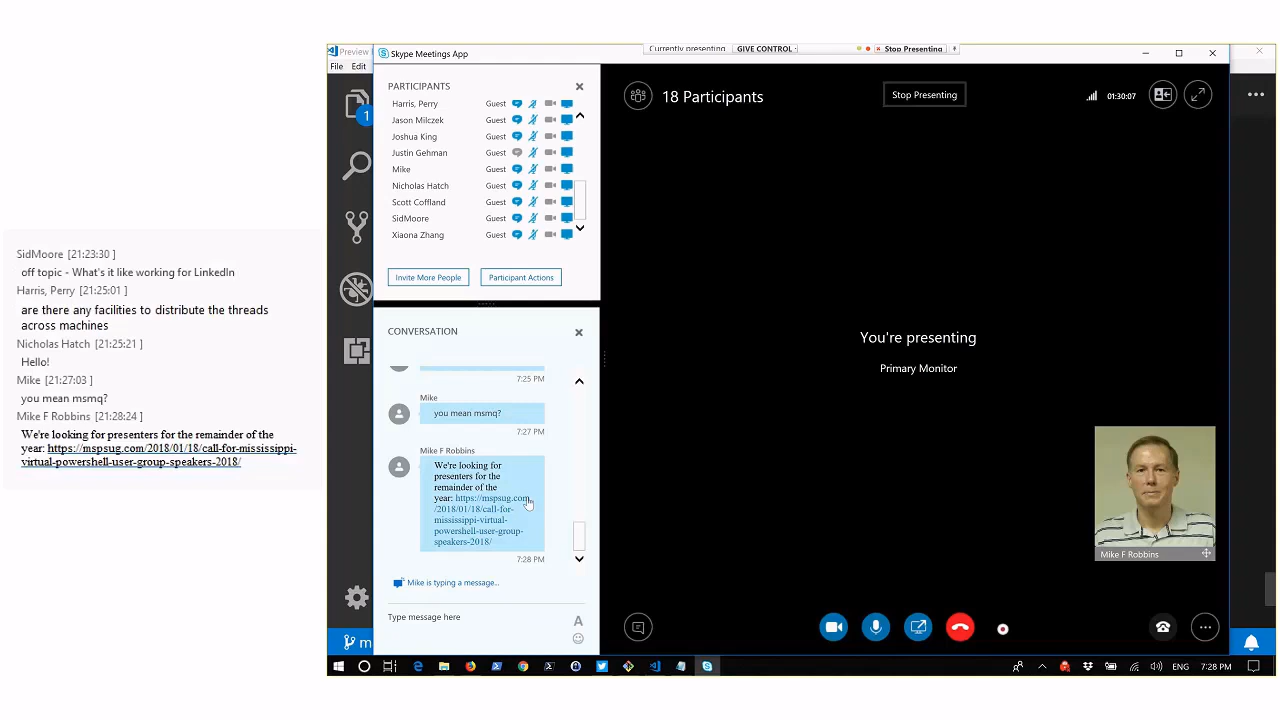 SidMoore [21:23:30 ]
off topic - What's it like working for LinkedIn
Harris, Perry [21:25:01 ]
are there any facilities to distribute the threads
across machines
Nicholas Hatch [21:25:21 ]
Hello!
Mike [21:27:03 ]
you mean msmq?
Mike F Robbins [21:28:24 ]
We're looking for presenters for the remainder of the
year: https://mspsug.com/2018/01/18/call-for-mississippi-
virtual-powershell-user-group-speakers-2018/
Preview
File Edit
1
m
Skype Meetings App
Currently presenting
GIVE CONTROL
Stop Presenting
PARTICIPANTS
Harris, Perry Guest
Jason Milczek Guest
Joshua King Guest
Justin Gehman Guest
Mike Guest
Nicholas Hatch Guest
Scott Coffland Guest
SidMoore Guest
Xiaona Zhang Guest
Invite More People
Participant Actions
CONVERSATION
7:25 PM
Mike
you mean msmq?
7:27 PM
Mike F Robbins
We're looking for
presenters for the
remainder of the
year: https://mspsug.com
/2018/01/18/call-for-
mississippi-virtual-
powershell-user-group-
speakers-2018/
7:28 PM
Mike is typing a message...
Type message here
A
18 Participants
Stop Presenting
01:30:07
You're presenting
Primary Monitor
Mike F Robbins
ENG 7:28 PM